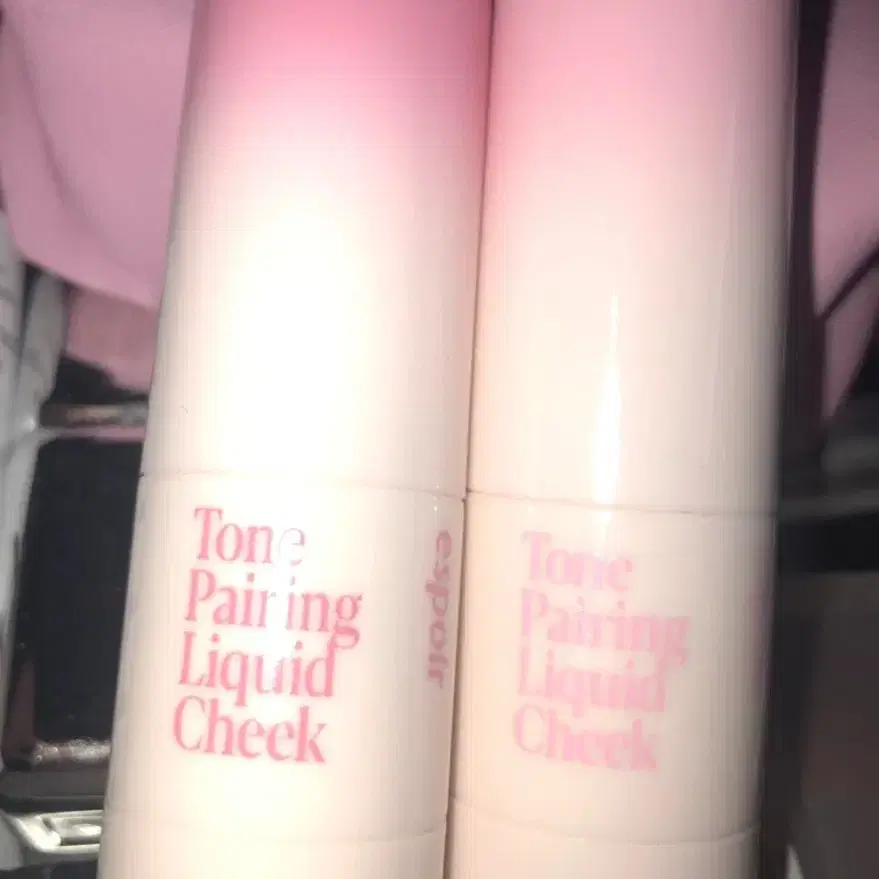 Tone
Pairing
Liquid
Cheek
espoir
Tone
Pairing
Liquid
Cheek